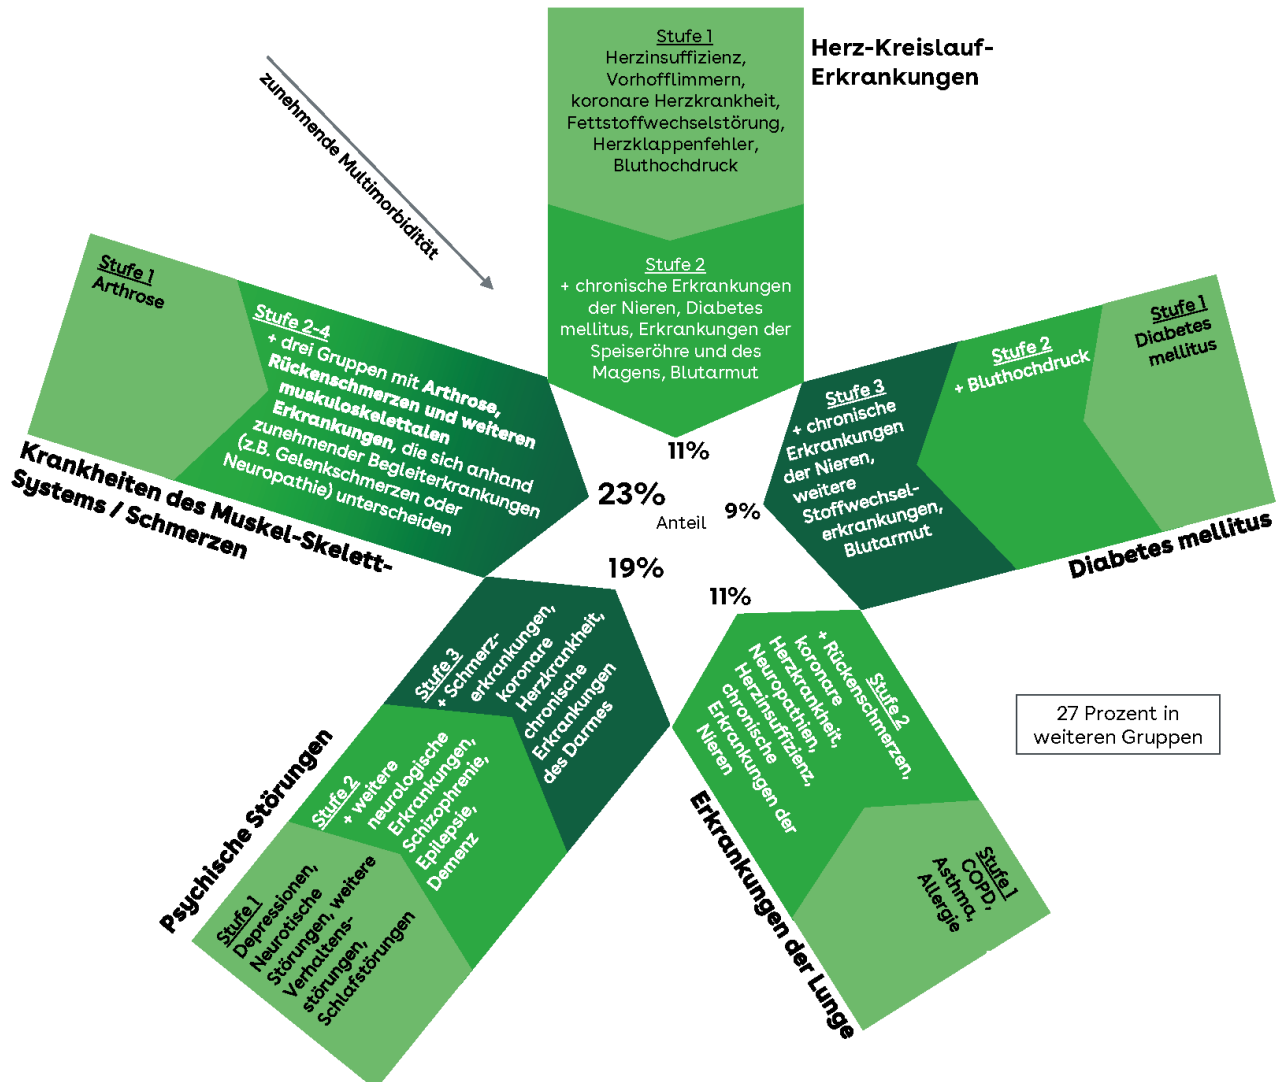 Stufe 1
Herzinsuffizienz,
Vorhofflimmern,
koronare Herzkrankheit,
Fettstoffwechselstörung,
Herzklappenfehler,
Bluthochdruck
Herz-Kreislauf-
Erkrankungen
zunehmende Multimorbidität
Stufe 2
+ chronische Erkrankungen
der Nieren, Diabetes
mellitus, Erkrankungen der
Speiseröhre und des
Magens, Blutarmut
11%
Stufe 1
Arthrose
Stufe 2-4
+ drei Gruppen mit Arthrose,
Rückenschmerzen und weiteren
muskuloskelettalen
Erkrankungen, die sich anhand
zunehmender Begleiterkrankungen
(z.B. Gelenkschmerzen oder
Neuropathie) unterscheiden
Krankheiten des Muskel-Skelett-
Systems / Schmerzen
23%
Anteil
Stufe 1
Diabetes
mellitus
Stufe 2
+ Bluthochdruck
Stufe 3
+ chronische
Erkrankungen
der Nieren,
weitere
Stoffwechsel-
erkrankungen,
Blutarmut
9%
Diabetes mellitus
19%
Stufe 3
+ Schmerz-
erkrankungen,
koronare
Herzkrankheit,
chronische
Erkrankungen
des Darmes
Stufe 2
+ weitere
neurologische
Erkrankungen,
Schizophrenie,
Epilepsie,
Demenz
Stufe 1
Depressionen,
Neurotische
Störungen, weitere
Verhaltens-
störungen,
Schlafstörungen
Psychische Störungen
11%
Stufe 2
+ Rückenschmerzen,
koronare
Herzkrankheit,
Neuropathien,
Herzinsuffizienz,
chronische
Erkrankungen der
Nieren
Stufe 1
COPD,
Asthma,
Allergie
Erkrankungen der Lunge
27 Prozent in
weiteren Gruppen